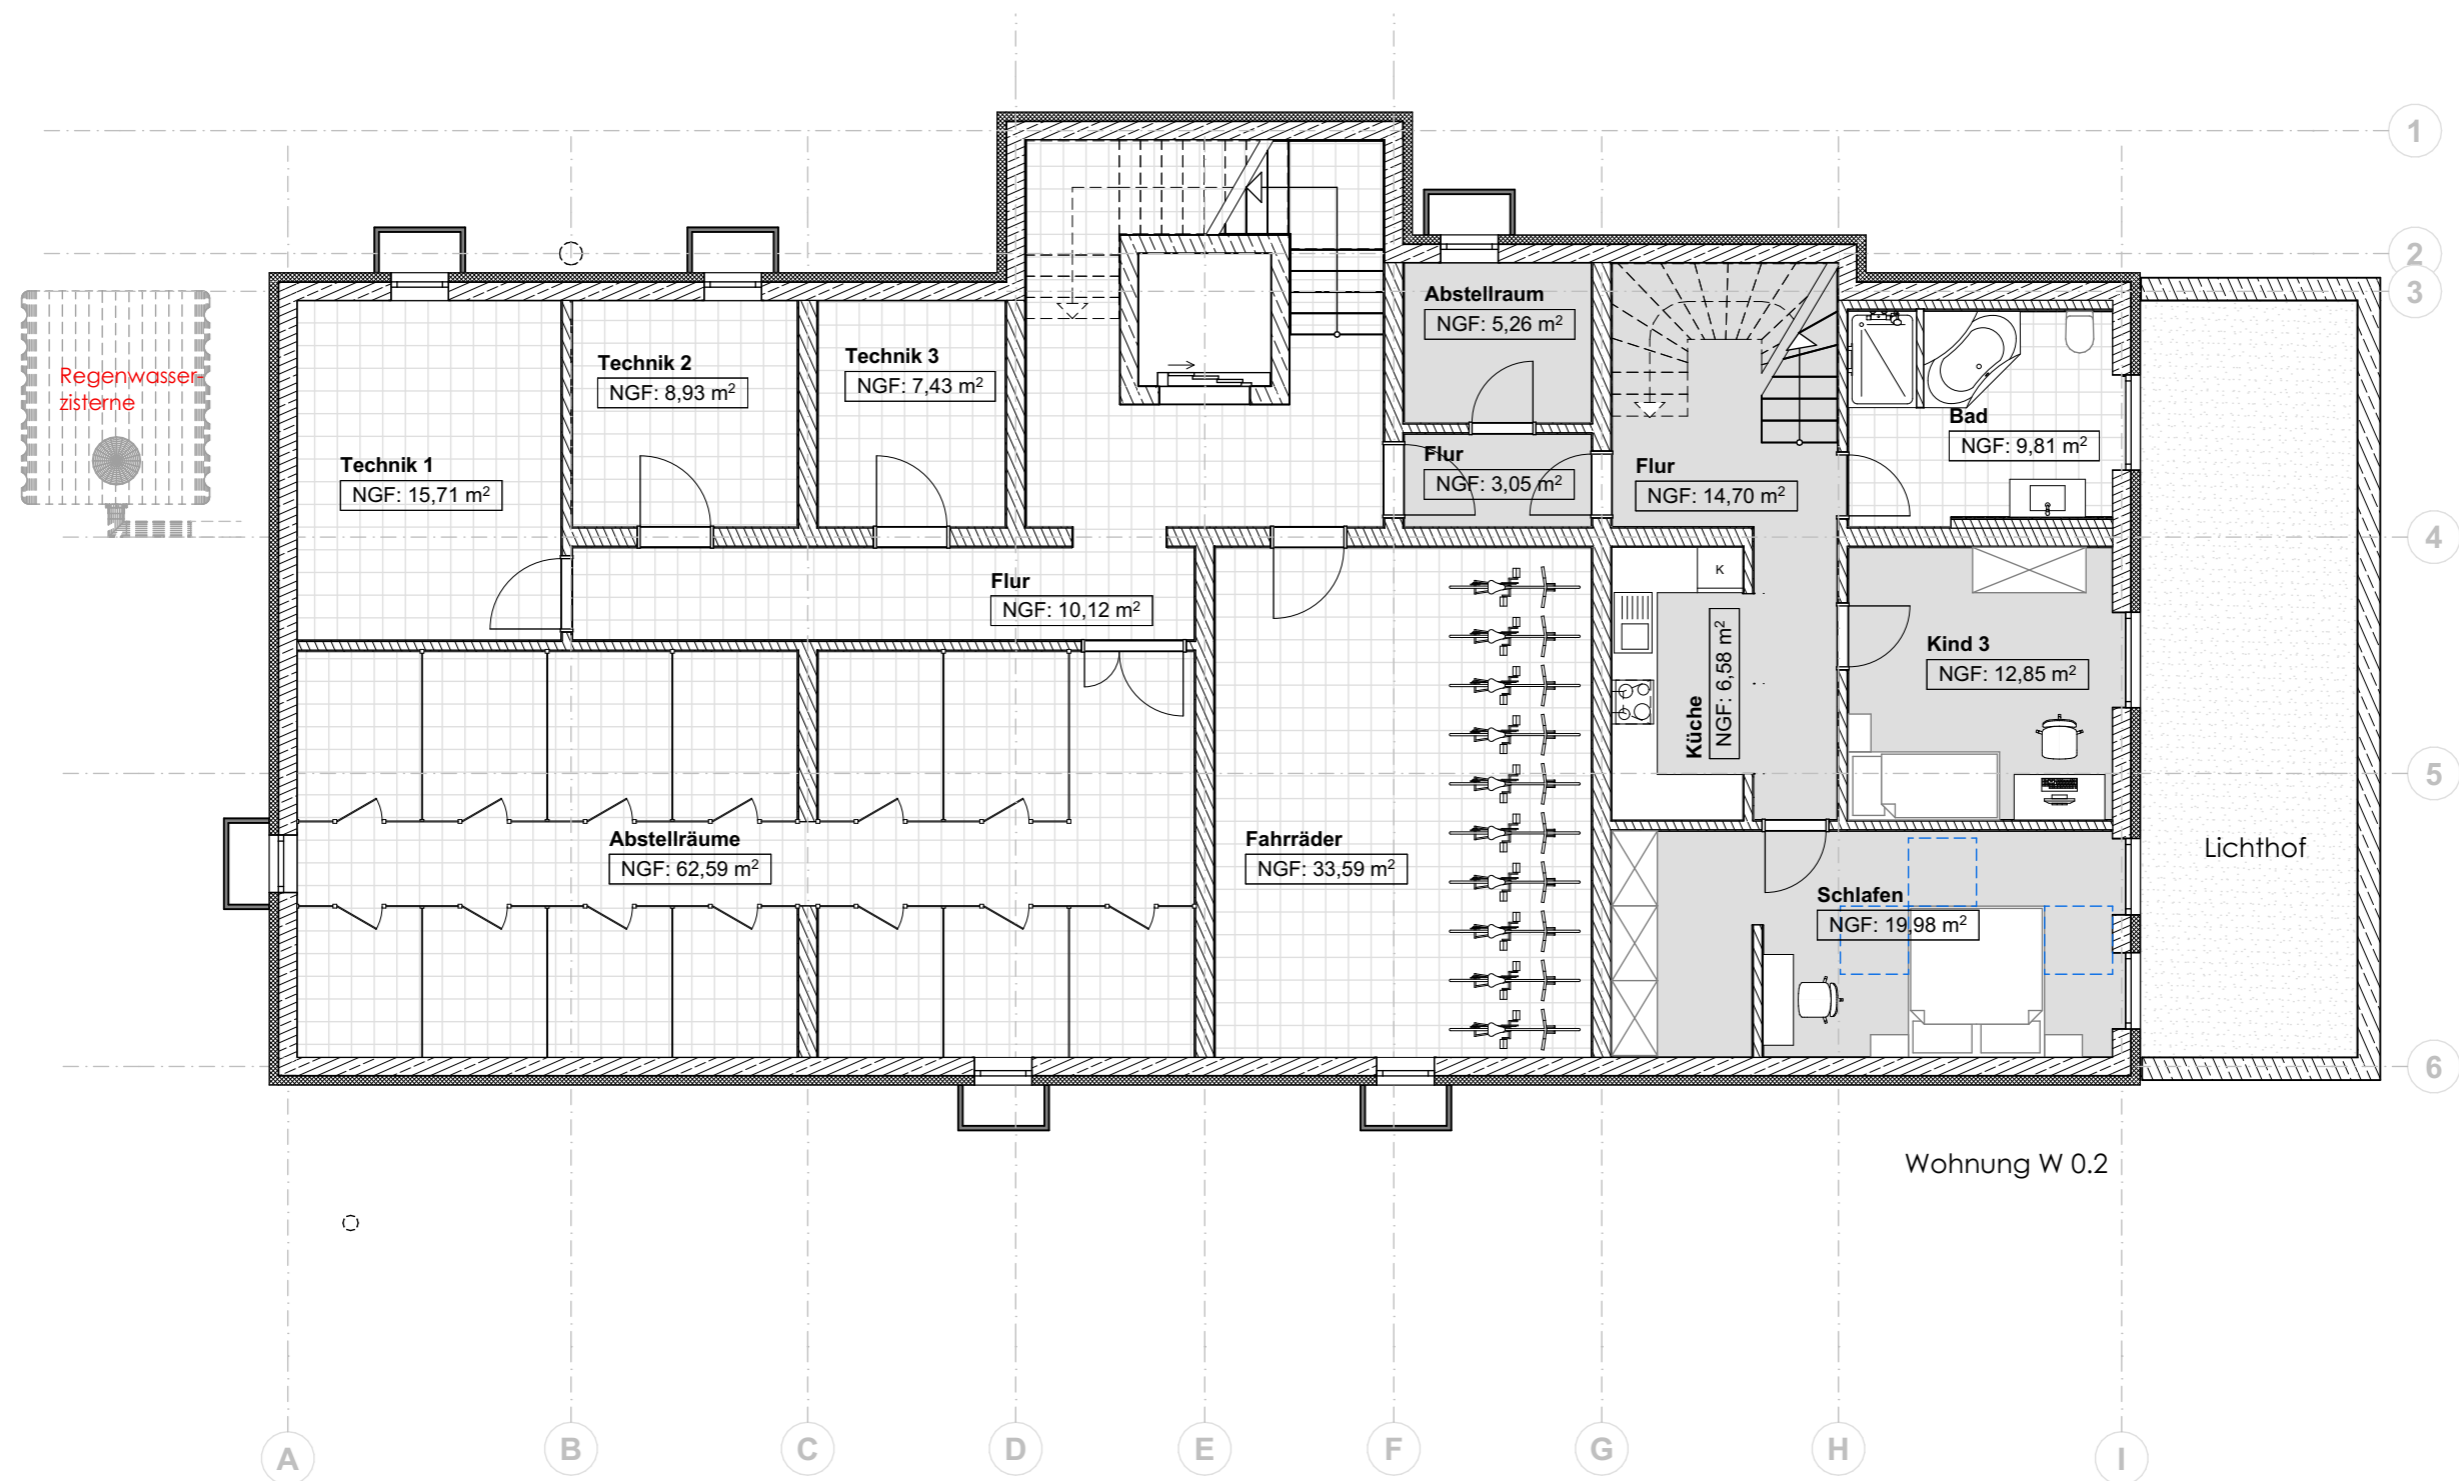 1
2
3
Abstellraum
NGF: 5,26 m²
Technik 2
NGF: 8,93 m²
Technik 3
NGF: 7,43 m²
Regenwasser-
zisterne
Bad
NGF: 9,81 m²
Technik 1
NGF: 15,71 m²
Flur
NGF: 3,05 m²
Flur
NGF: 14,70 m²
4
K
Flur
NGF: 10,12 m²
Kind 3
NGF: 12,85 m²
Küche
NGF: 6,58 m²
5
Abstellräume
NGF: 62,59 m²
Fahrräder
NGF: 33,59 m²
Lichthof
Schlafen
NGF: 19,98 m²
6
Wohnung W 0.2
A
B
C
D
E
F
G
H
I